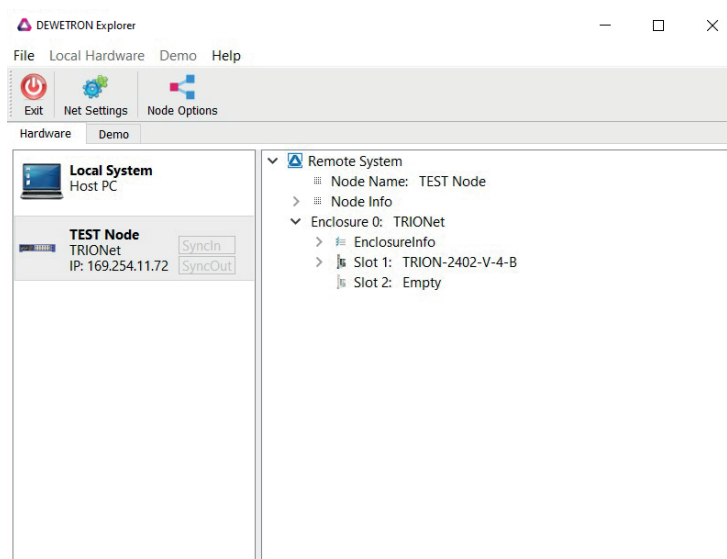 DEWETRON Explorer
File Local Hardware Demo Help
Exit Net Settings Node Options
Hardware Demo
Local System
Host PC
TEST Node
TRIONet
IP: 169.254.11.72
SyncIn
SyncOut
Remote System
Node Name: TEST Node
Node Info
Enclosure 0: TRIONet
EnclosureInfo
Slot 1: TRION-2402-V-4-B
Slot 2: Empty